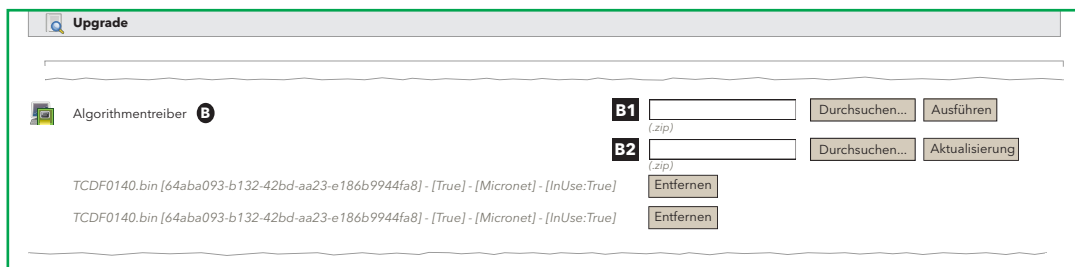 Upgrade
Algorithmentreiber B B1 Durchsuchen... Ausführen
(.zip)
B2 Durchsuchen... Aktualisierung
(.zip)
TCDF0140.bin [64aba093-b132-42bd-aa23-e186b9944fa8] - [True] - [Micronet] - [InUse:True] Entfernen
TCDF0140.bin [64aba093-b132-42bd-aa23-e186b9944fa8] - [True] - [Micronet] - [InUse:True] Entfernen